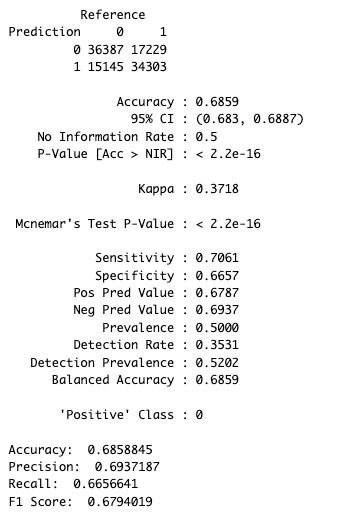 Reference
Prediction 0 1
0 36387 17229
1 15145 34303
Accuracy : 0.6859
95% CI : (0.683, 0.6887)
No Information Rate : 0.5
P-Value [Acc > NIR] : < 2.2e-16
Kappa : 0.3718
Mcnemar's Test P-Value : < 2.2e-16
Sensitivity : 0.7061
Specificity : 0.6657
Pos Pred Value : 0.6787
Neg Pred Value : 0.6937
Prevalence : 0.5000
Detection Rate : 0.3531
Detection Prevalence : 0.5202
Balanced Accuracy : 0.6859
'Positive' Class : 0
Accuracy: 0.6858845
Precision: 0.6937187
Recall: 0.6656641
F1 Score: 0.6794019